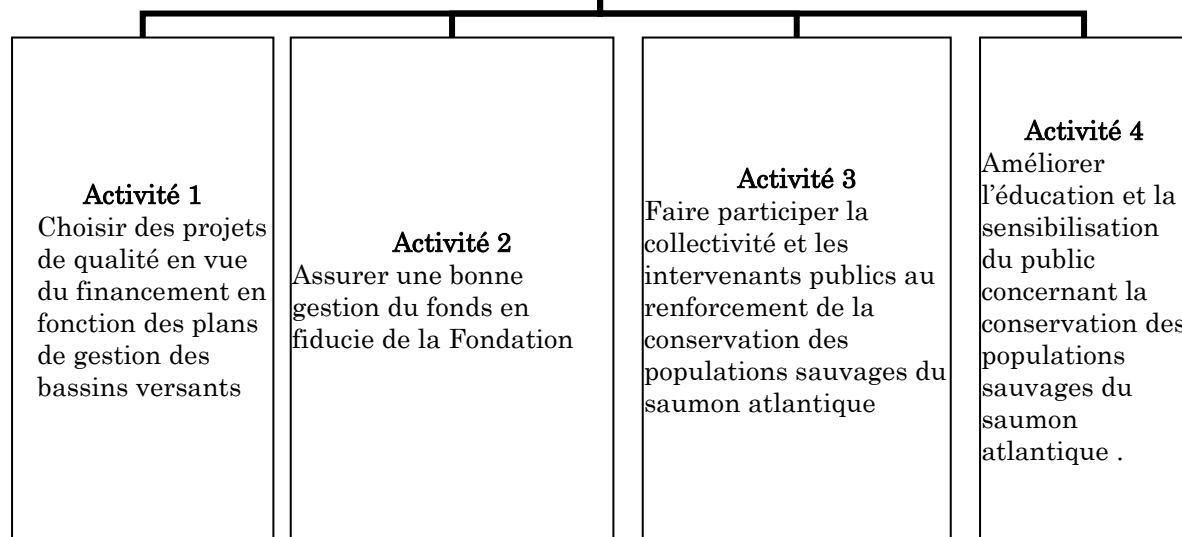 Activité 1
Choisir des projets
de qualité en vue
du financement en
fonction des plans
de gestion des
bassins versants
Activité 2
Assurer une bonne
gestion du fonds en
fiducie de la Fondation
Activité 3
Faire participer la
collectivité et les
intervenants publics au
renforcement de la
conservation des
populations sauvages du
saumon atlantique
Activité 4
Améliorer
l’éducation et la
sensibilisation
du public
concernant la
conservation des
populations
sauvages du
saumon
atlantique .